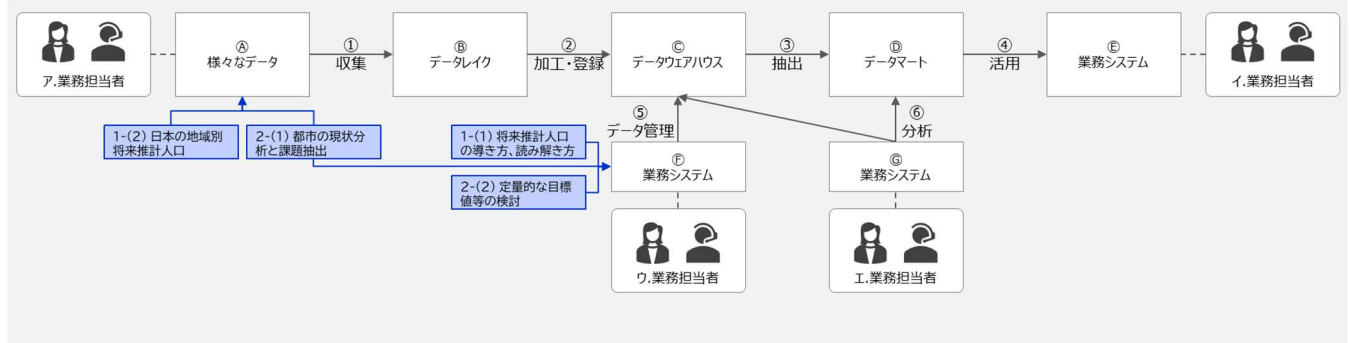 ア.業務担当者
Ⓐ
様々なデータ
①
収集
Ⓑ
データレイク
②
加工・登録
Ⓒ
データウェアハウス
③
抽出
Ⓓ
データマート
④
活用
Ⓔ
業務システム
イ.業務担当者
1-(2) 日本の地域別
将来推計人口
2-(1) 都市の現状分
析と課題抽出
1-(1) 将来推計人口
の導き方、読み解き方
2-(2) 定量的な目標
値等の検討
⑤
データ管理
⑥
分析
Ⓕ
業務システム
Ⓖ
業務システム
ウ.業務担当者
エ.業務担当者